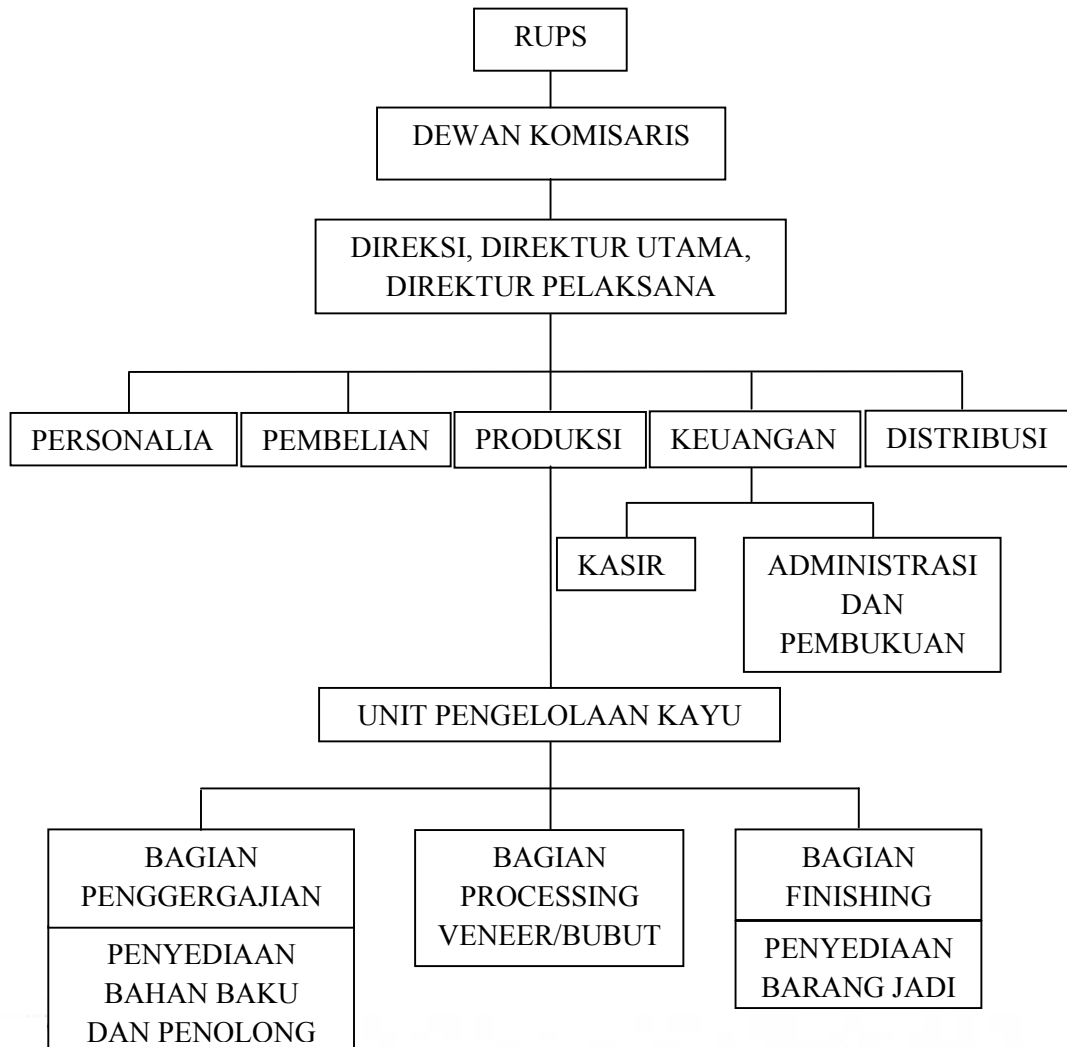 RUPS
DEWAN KOMISARIS
DIREKSI, DIREKTUR UTAMA,
DIREKTUR PELAKSANA
PERSONALIA
PEMBELIAN
PRODUKSI
KEUANGAN
DISTRIBUSI
KASIR
ADMINISTRASI
DAN
PEMBUKUAN
UNIT PENGELOLAAN KAYU
BAGIAN
PENGGERGAJIAN
PENYEDIAAN
BAHAN BAKU
DAN PENOLONG
BAGIAN
PROCESSING
VENEER/BUBUT
BAGIAN
FINISHING
PENYEDIAAN
BARANG JADI